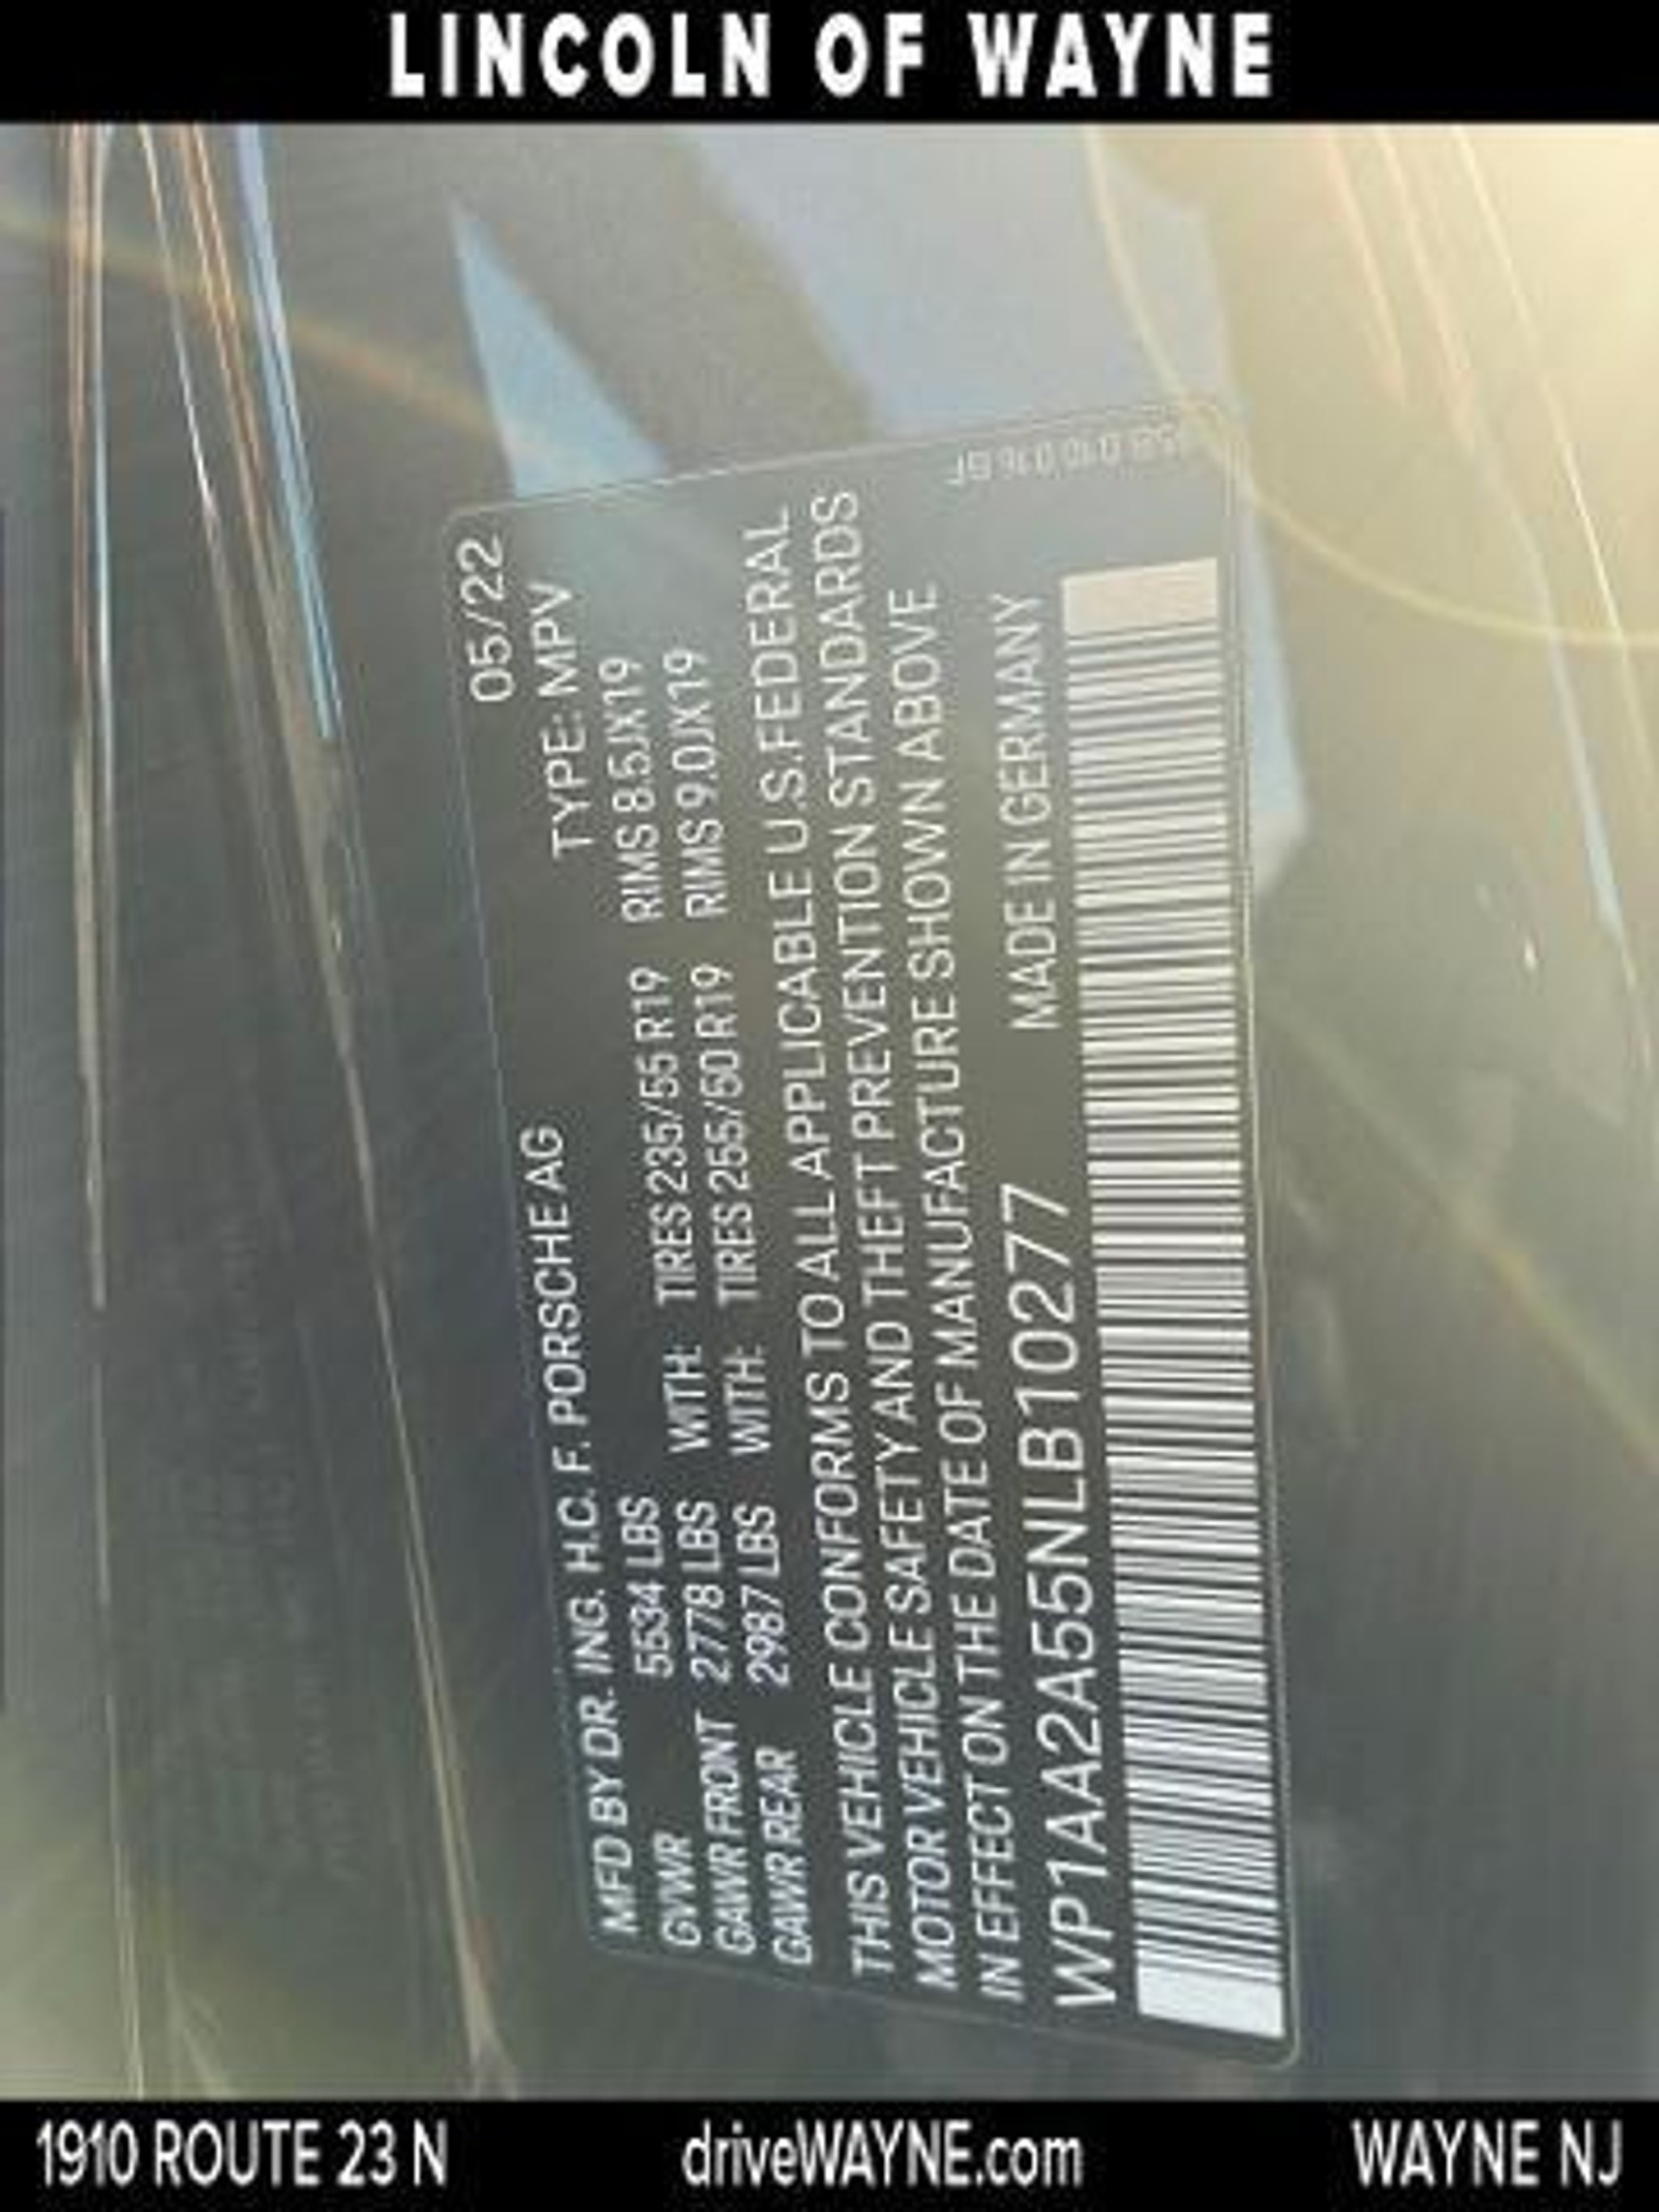 LINCOLN OF WAYNE
05/22
MFD BY DR. ING. H.C. F. PORSCHE AG TYPE: MPV
GVWR 5534 LBS
GAWR FRONT 2778 LBS WITH: TIRES 235/55 R19 RIMS 8.5JX19
GAWR REAR 2987 LBS WITH: TIRES 255/50 R19 RIMS 9.0JX19
THIS VEHICLE CONFORMS TO ALL APPLICABLE U.S. FEDERAL
MOTOR VEHICLE SAFETY AND THEFT PREVENTION STANDARDS
IN EFFECT ON THE DATE OF MANUFACTURE SHOWN ABOVE
WP1AA2A55NLB10277 MADE IN GERMANY
1910 ROUTE 23 N driveWAYNE.com WAYNE NJ